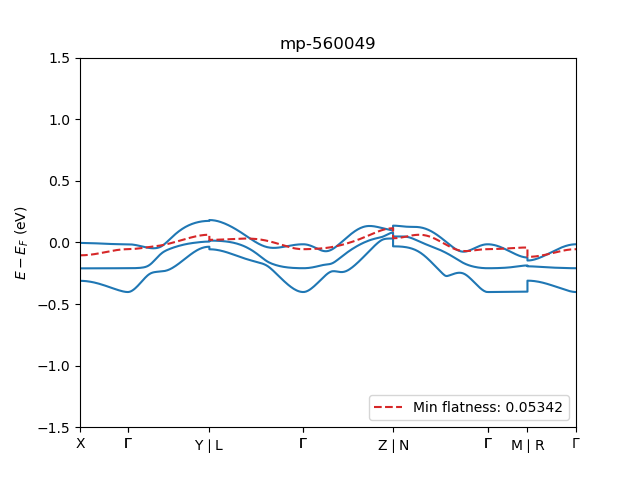 mp-560049
E − E_F (eV)
1.5
1.0
0.5
0.0
−0.5
−1.0
−1.5
Min flatness: 0.05342
X Γ Y | L Γ Z | N Γ M | R Γ